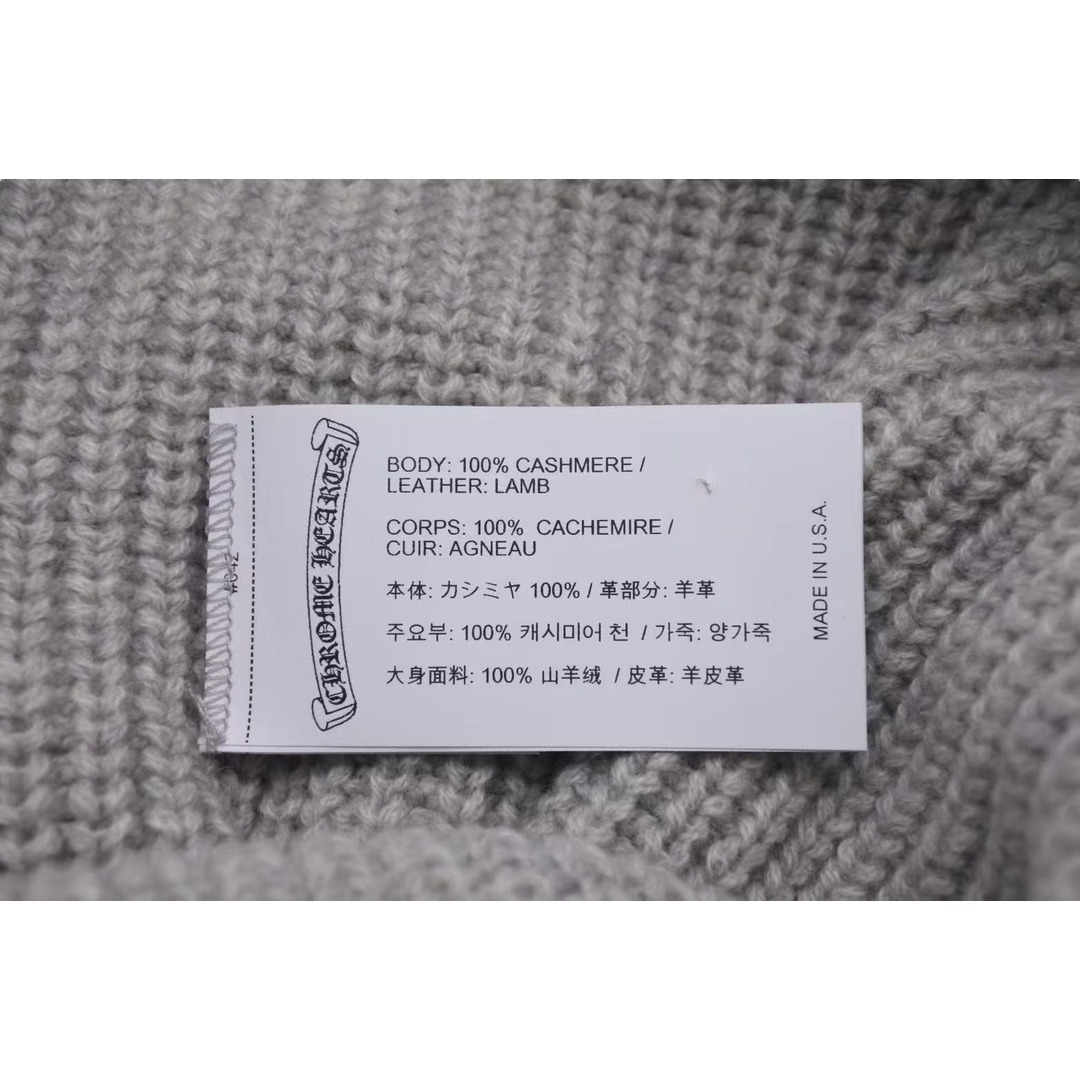 CHROME HEARTS
BODY: 100% CASHMERE /
LEATHER: LAMB
CORPS: 100% CACHEMIRE /
CUIR: AGNEAU
本体: カシミヤ 100% / 革部分: 羊革
주요부: 100% 캐시미어 천 / 가죽: 양가죽
大身面料: 100% 山羊绒 / 皮革: 羊皮革
MADE IN U.S.A.